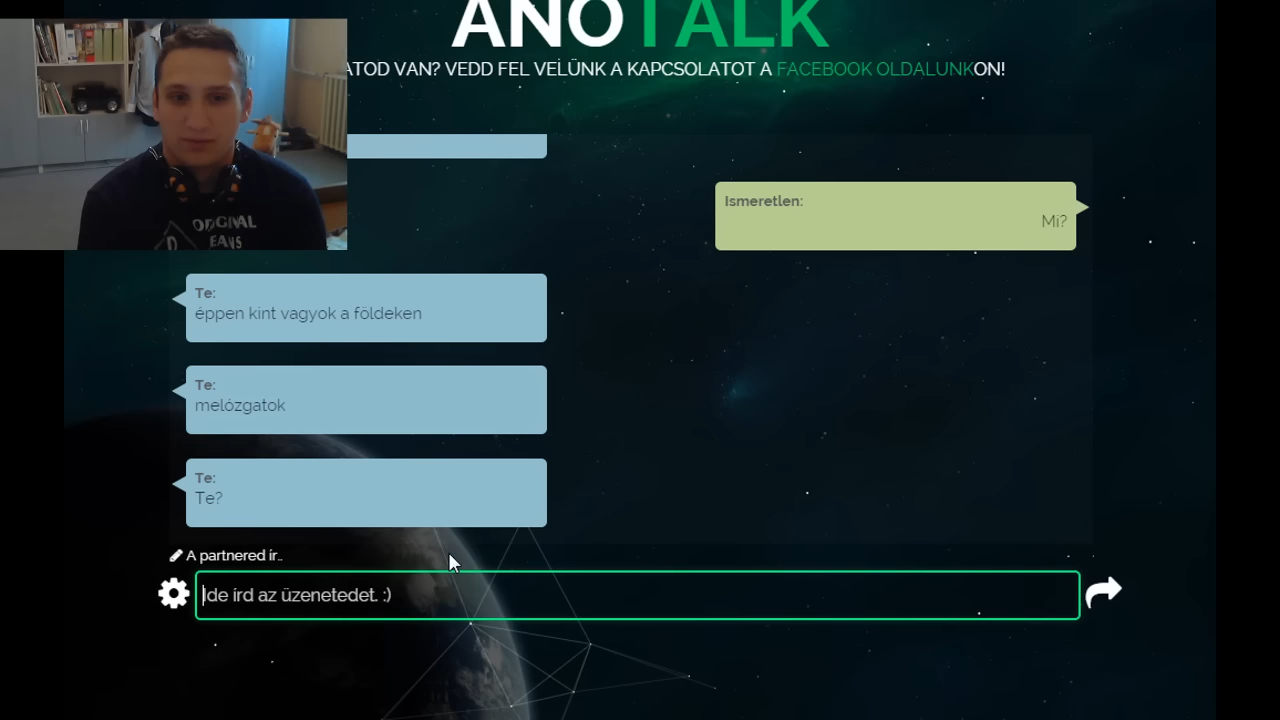 ANOTALK
ATOD VAN? VEDD FEL VELÜNK A KAPCSOLATOT A FACEBOOK OLDALUNKON!
ORIGINAL
JEANS
Ismeretlen:
Mi?
Te:
éppen kint vagyok a földeken
Te:
melózgatok
Te:
Te?
A partnered ír..
Ide írd az üzenetedet. :)